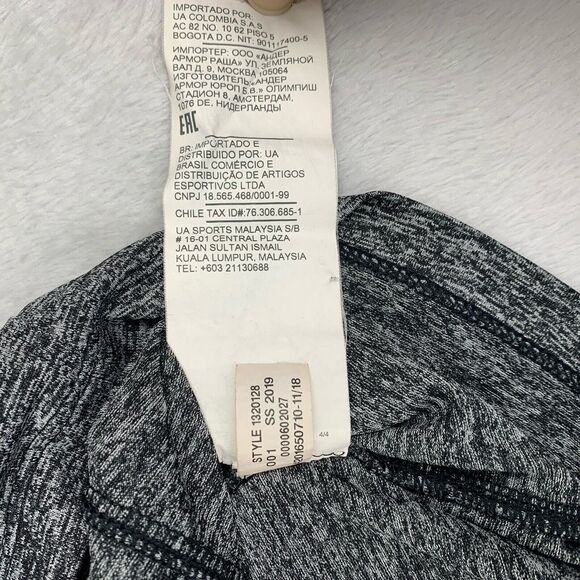 IMPORTADO POR:
UA COLOMBIA S.A.S
AC 82 NO. 10 62 PISO 5
BOGOTA D.C. NIT: 901117400-5
ИМПОРТЕР: ООО «АНДЕР
АРМОР РАША» УЛ. ЗЕМЛЯНОЙ
ВАЛ Д. 9, МОСКВА 105064
ИЗГОТОВИТЕЛЬ «АНДЕР
АРМОР ЮРОП Б.В.» ОЛИМПИШ
СТАДИОН 8, АМСТЕРДАМ,
1076 DE, НИДЕРЛАНДЫ
EAC
BR: IMPORTADO E
DISTRIBUIDO POR: UA
BRASIL COMÉRCIO E
DISTRIBUIÇÃO DE ARTIGOS
ESPORTIVOS LTDA
CNPJ 18.565.468/0001-99
CHILE TAX ID#:76.306.685-1
UA SPORTS MALAYSIA S/B
# 16-01 CENTRAL PLAZA
JALAN SULTAN ISMAIL
KUALA LUMPUR, MALAYSIA
TEL: +603 21130688
STYLE 1320128
001 SS 2019
0000602027
201650710-11/18
4/4